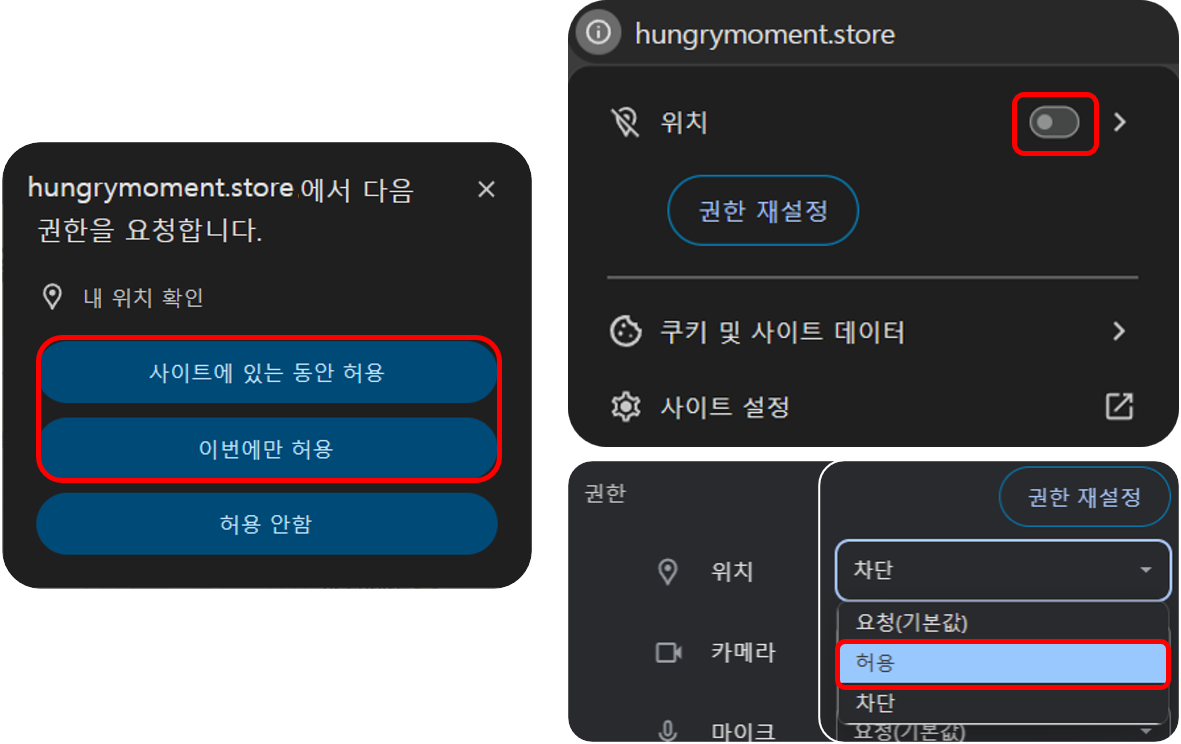 hungrymoment.store에서 다음
권한을 요청합니다.
내 위치 확인
사이트에 있는 동안 허용
이번에만 허용
허용 안함
hungrymoment.store
위치
권한 재설정
쿠키 및 사이트 데이터
사이트 설정
권한
권한 재설정
위치
차단
요청(기본값)
허용
차단
카메라
마이크
요청(기본값)